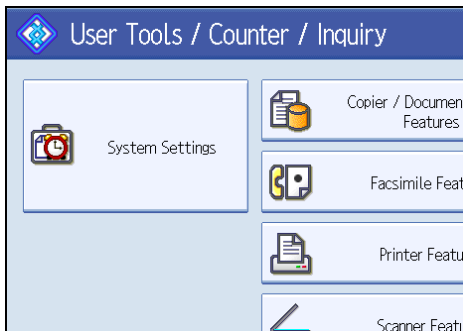 User Tools / Counter / Inquiry
System Settings
Copier / Documen
Features
Facsimile Feat
Printer Featu
Scanner Featu